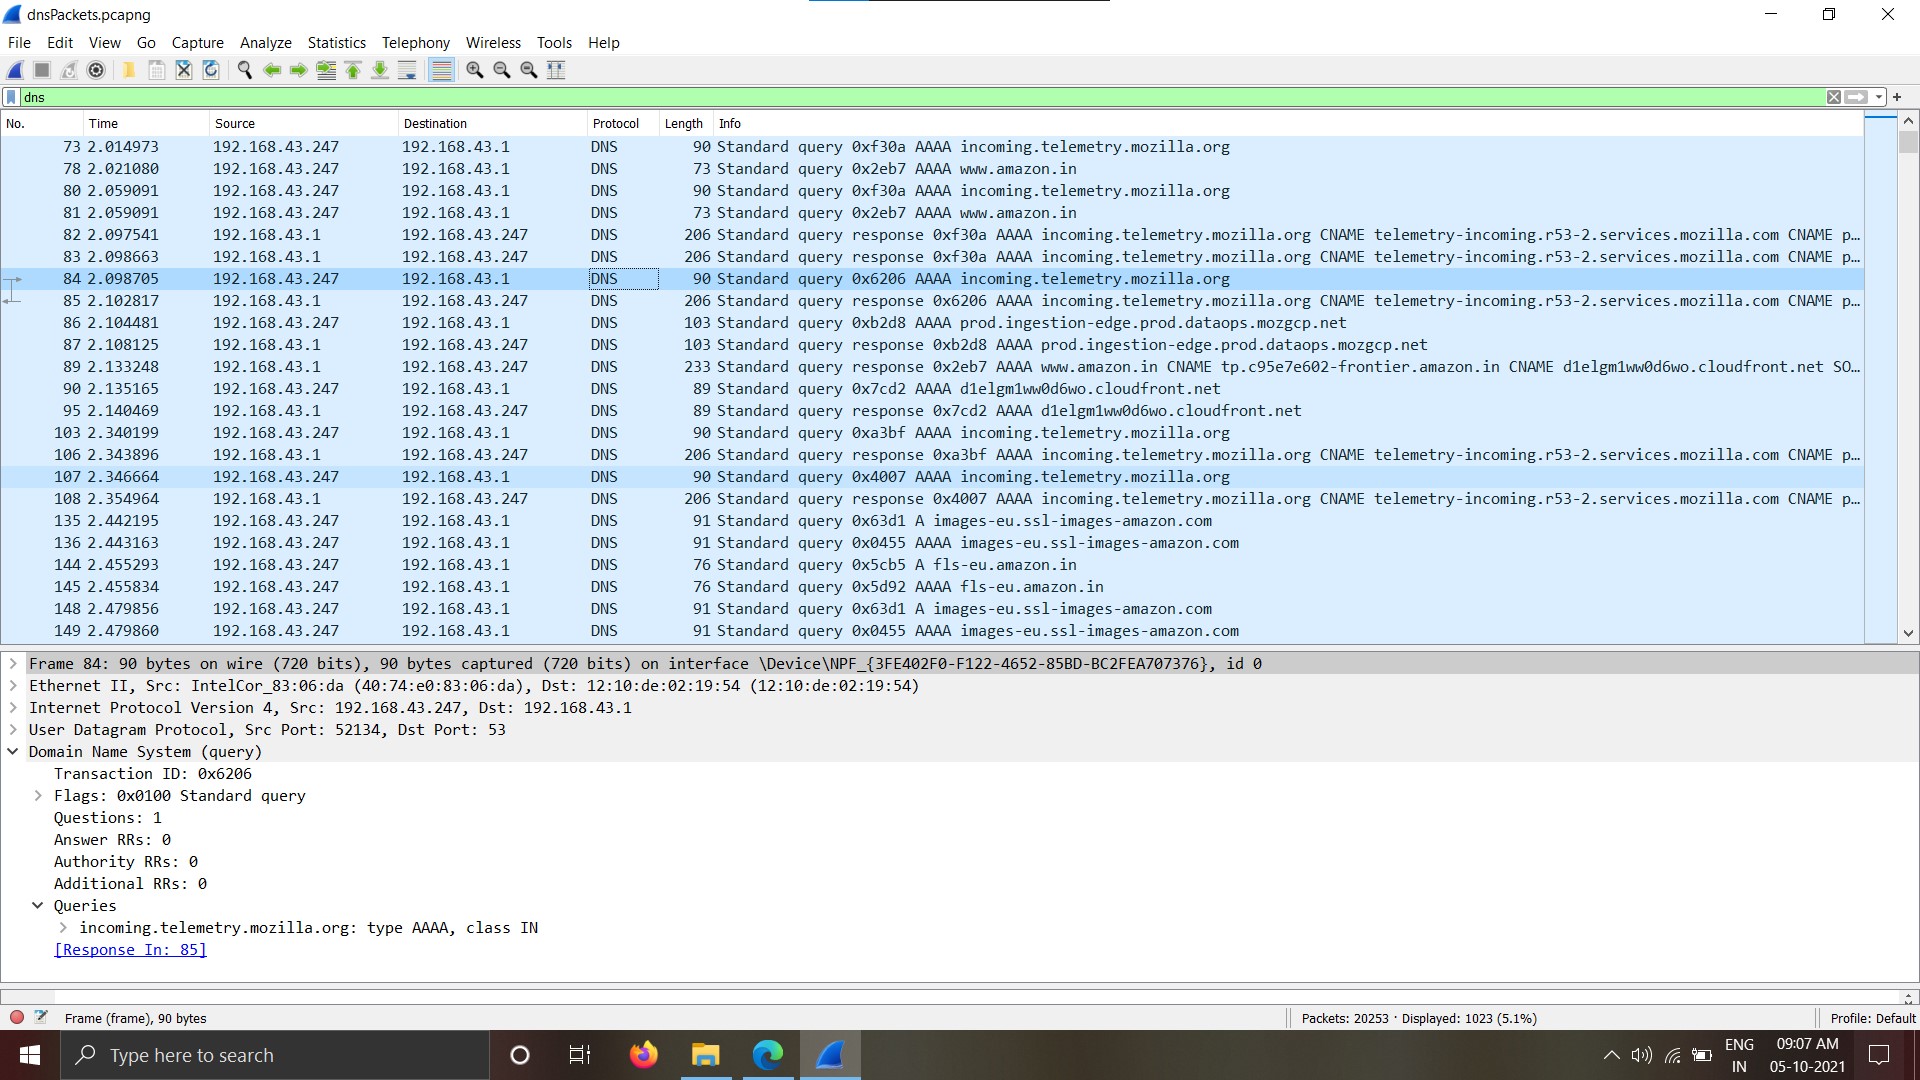 dnsPackets.pcapng
File Edit View Go Capture Analyze Statistics Telephony Wireless Tools Help
dns
No. Time Source Destination Protocol Length Info
73 2.014973 192.168.43.247 192.168.43.1 DNS 90 Standard query 0xf30a AAAA incoming.telemetry.mozilla.org
78 2.021080 192.168.43.247 192.168.43.1 DNS 73 Standard query 0x2eb7 AAAA www.amazon.in
80 2.059091 192.168.43.247 192.168.43.1 DNS 90 Standard query 0xf30a AAAA incoming.telemetry.mozilla.org
81 2.059091 192.168.43.247 192.168.43.1 DNS 73 Standard query 0x2eb7 AAAA www.amazon.in
82 2.097541 192.168.43.1 192.168.43.247 DNS 206 Standard query response 0xf30a AAAA incoming.telemetry.mozilla.org CNAME telemetry-incoming.r53-2.services.mozilla.com CNAME p…
83 2.098663 192.168.43.1 192.168.43.247 DNS 206 Standard query response 0xf30a AAAA incoming.telemetry.mozilla.org CNAME telemetry-incoming.r53-2.services.mozilla.com CNAME p…
84 2.098705 192.168.43.247 192.168.43.1 DNS 90 Standard query 0x6206 AAAA incoming.telemetry.mozilla.org
85 2.102817 192.168.43.1 192.168.43.247 DNS 206 Standard query response 0x6206 AAAA incoming.telemetry.mozilla.org CNAME telemetry-incoming.r53-2.services.mozilla.com CNAME p…
86 2.104481 192.168.43.247 192.168.43.1 DNS 103 Standard query 0xb2d8 AAAA prod.ingestion-edge.prod.dataops.mozgcp.net
87 2.108125 192.168.43.1 192.168.43.247 DNS 103 Standard query response 0xb2d8 AAAA prod.ingestion-edge.prod.dataops.mozgcp.net
89 2.133248 192.168.43.1 192.168.43.247 DNS 233 Standard query response 0x2eb7 AAAA www.amazon.in CNAME tp.c95e7e602-frontier.amazon.in CNAME d1elgm1ww0d6wo.cloudfront.net SO…
90 2.135165 192.168.43.247 192.168.43.1 DNS 89 Standard query 0x7cd2 AAAA d1elgm1ww0d6wo.cloudfront.net
95 2.140469 192.168.43.1 192.168.43.247 DNS 89 Standard query response 0x7cd2 AAAA d1elgm1ww0d6wo.cloudfront.net
103 2.340199 192.168.43.247 192.168.43.1 DNS 90 Standard query 0xa3bf AAAA incoming.telemetry.mozilla.org
106 2.343896 192.168.43.1 192.168.43.247 DNS 206 Standard query response 0xa3bf AAAA incoming.telemetry.mozilla.org CNAME telemetry-incoming.r53-2.services.mozilla.com CNAME p…
107 2.346664 192.168.43.247 192.168.43.1 DNS 90 Standard query 0x4007 AAAA incoming.telemetry.mozilla.org
108 2.354964 192.168.43.1 192.168.43.247 DNS 206 Standard query response 0x4007 AAAA incoming.telemetry.mozilla.org CNAME telemetry-incoming.r53-2.services.mozilla.com CNAME p…
135 2.442195 192.168.43.247 192.168.43.1 DNS 91 Standard query 0x63d1 A images-eu.ssl-images-amazon.com
136 2.443163 192.168.43.247 192.168.43.1 DNS 91 Standard query 0x0455 AAAA images-eu.ssl-images-amazon.com
144 2.455293 192.168.43.247 192.168.43.1 DNS 76 Standard query 0x5cb5 A fls-eu.amazon.in
145 2.455834 192.168.43.247 192.168.43.1 DNS 76 Standard query 0x5d92 AAAA fls-eu.amazon.in
148 2.479856 192.168.43.247 192.168.43.1 DNS 91 Standard query 0x63d1 A images-eu.ssl-images-amazon.com
149 2.479860 192.168.43.247 192.168.43.1 DNS 91 Standard query 0x0455 AAAA images-eu.ssl-images-amazon.com
Frame 84: 90 bytes on wire (720 bits), 90 bytes captured (720 bits) on interface \Device\NPF_{3FE402F0-F122-4652-85BD-BC2FEA707376}, id 0
Ethernet II, Src: IntelCor_83:06:da (40:74:e0:83:06:da), Dst: 12:10:de:02:19:54 (12:10:de:02:19:54)
Internet Protocol Version 4, Src: 192.168.43.247, Dst: 192.168.43.1
User Datagram Protocol, Src Port: 52134, Dst Port: 53
Domain Name System (query)
Transaction ID: 0x6206
Flags: 0x0100 Standard query
Questions: 1
Answer RRs: 0
Authority RRs: 0
Additional RRs: 0
Queries
incoming.telemetry.mozilla.org: type AAAA, class IN
[Response In: 85]
Frame (frame), 90 bytes
Packets: 20253 · Displayed: 1023 (5.1%)
Profile: Default
Type here to search
ENG 09:07 AM
IN 05-10-2021